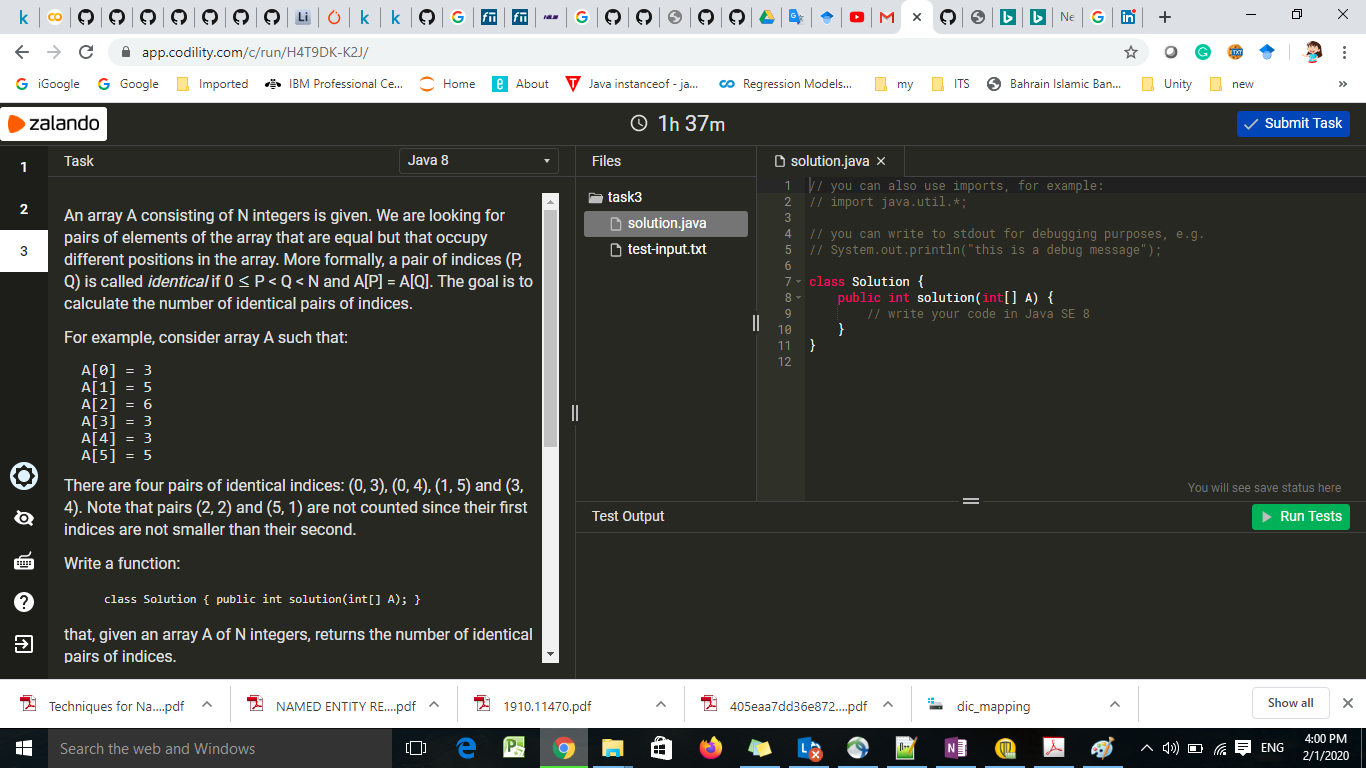 Li
Ne
app.codility.com/c/run/H4T9DK-K2J/
iGoogle
Google
Imported
IBM Professional Ce...
Home
About
Java instanceof - ja...
Regression Models...
my
ITS
Bahrain Islamic Ban...
Unity
new
»
zalando
1h 37m
Submit Task
1
2
3
Task
Java 8
An array A consisting of N integers is given. We are looking for
pairs of elements of the array that are equal but that occupy
different positions in the array. More formally, a pair of indices (P,
Q) is called identical if 0 ≤ P < Q < N and A[P] = A[Q]. The goal is to
calculate the number of identical pairs of indices.
For example, consider array A such that:
A[0] = 3
A[1] = 5
A[2] = 6
A[3] = 3
A[4] = 3
A[5] = 5
There are four pairs of identical indices: (0, 3), (0, 4), (1, 5) and (3,
4). Note that pairs (2, 2) and (5, 1) are not counted since their first
indices are not smaller than their second.
Write a function:
class Solution { public int solution(int[] A); }
that, given an array A of N integers, returns the number of identical
pairs of indices.
Files
task3
solution.java
test-input.txt
solution.java
1 // you can also use imports, for example:
2 // import java.util.*;
3
4 // you can write to stdout for debugging purposes, e.g.
5 // System.out.println("this is a debug message");
6
7 class Solution {
8 public int solution(int[] A) {
9 // write your code in Java SE 8
10 }
11 }
12
You will see save status here
Test Output
Run Tests
Techniques for Na....pdf
NAMED ENTITY RE....pdf
1910.11470.pdf
405eaa7dd36e872....pdf
dic_mapping
Show all
Search the web and Windows
ENG
4:00 PM
2/1/2020